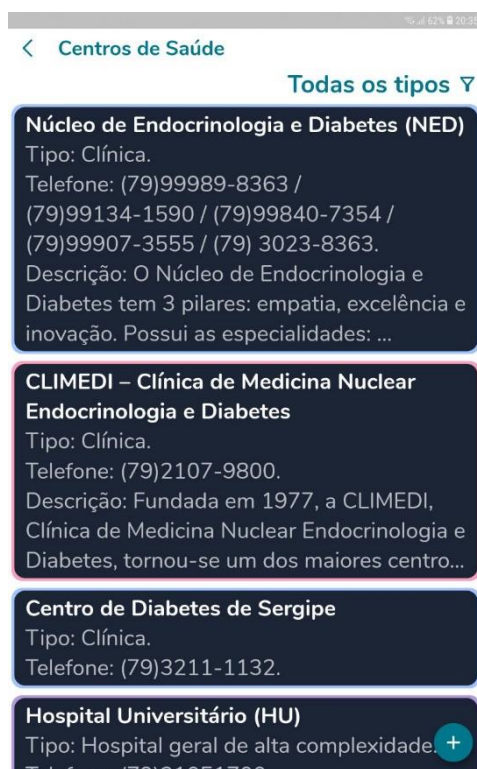 62% 20:35
Centros de Saúde
Todas os tipos
Núcleo de Endocrinologia e Diabetes (NED)
Tipo: Clínica.
Telefone: (79)99989-8363 /
(79)99134-1590 / (79)99840-7354 /
(79)99907-3555 / (79) 3023-8363.
Descrição: O Núcleo de Endocrinologia e
Diabetes tem 3 pilares: empatia, excelência e
inovação. Possui as especialidades: ...
CLIMEDI – Clínica de Medicina Nuclear
Endocrinologia e Diabetes
Tipo: Clínica.
Telefone: (79)2107-9800.
Descrição: Fundada em 1977, a CLIMEDI,
Clínica de Medicina Nuclear Endocrinologia e
Diabetes, tornou-se um dos maiores centro...
Centro de Diabetes de Sergipe
Tipo: Clínica.
Telefone: (79)3211-1132.
Hospital Universitário (HU)
Tipo: Hospital geral de alta complexidade.
+